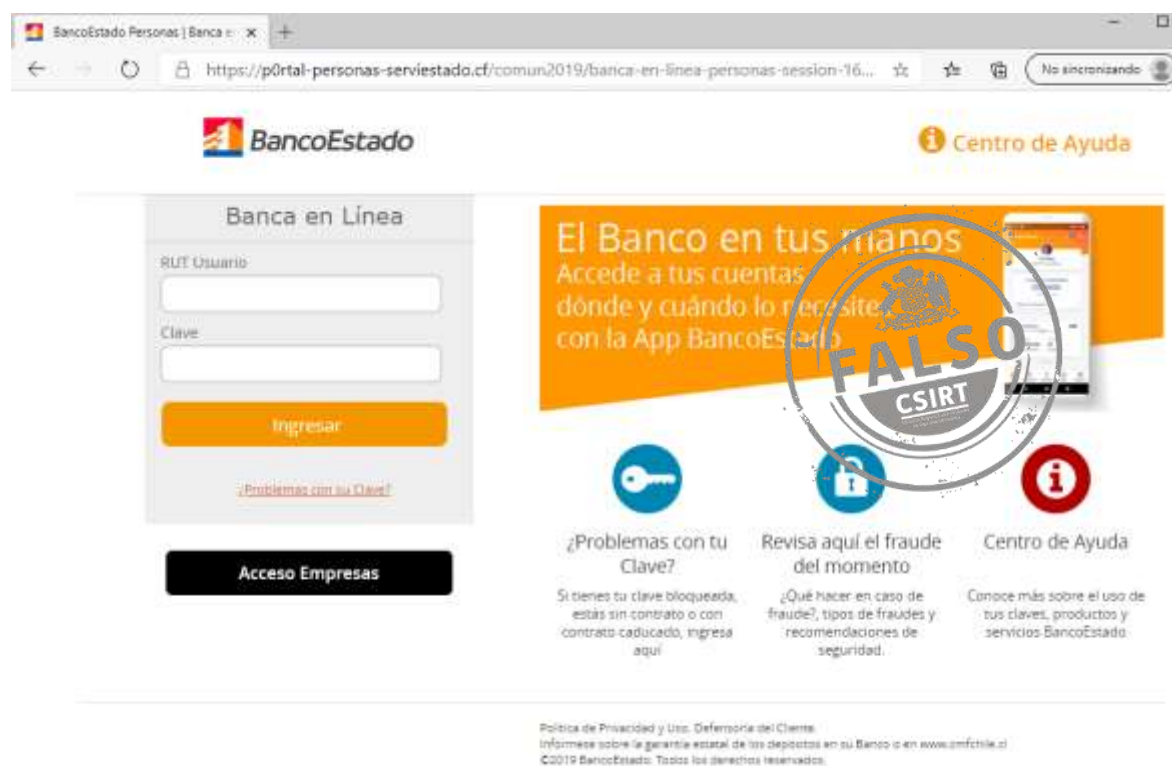 BancoEstado Personas | Banca e
https://p0rtal-personas-serviestado.cf/comun2019/banca-en-linea-personas-session-16...
No sincronizando
BancoEstado
Centro de Ayuda
Banca en Línea
RUT Usuario
Clave
Ingresar
¿Problemas con su Clave?
Acceso Empresas
El Banco en tus manos
Accede a tus cuentas
dónde y cuándo lo necesites
con la App BancoEstado
FALSO
CSIRT
¿Problemas con tu
Clave?
Si tienes tu clave bloqueada,
estás sin contrato o con
contrato caducado, ingresa
aquí
Revisa aquí el fraude
del momento
¿Qué hacer en caso de
fraude?, tipos de fraudes y
recomendaciones de
seguridad.
Centro de Ayuda
Conoce más sobre el uso de
tus claves, productos y
servicios BancoEstado
Política de Privacidad y Uso. Defensoría del Cliente.
Infórmese sobre la garantía estatal de los depósitos en su Banco o en www.cmfchile.cl
©2019 BancoEstado. Todos los derechos reservados.